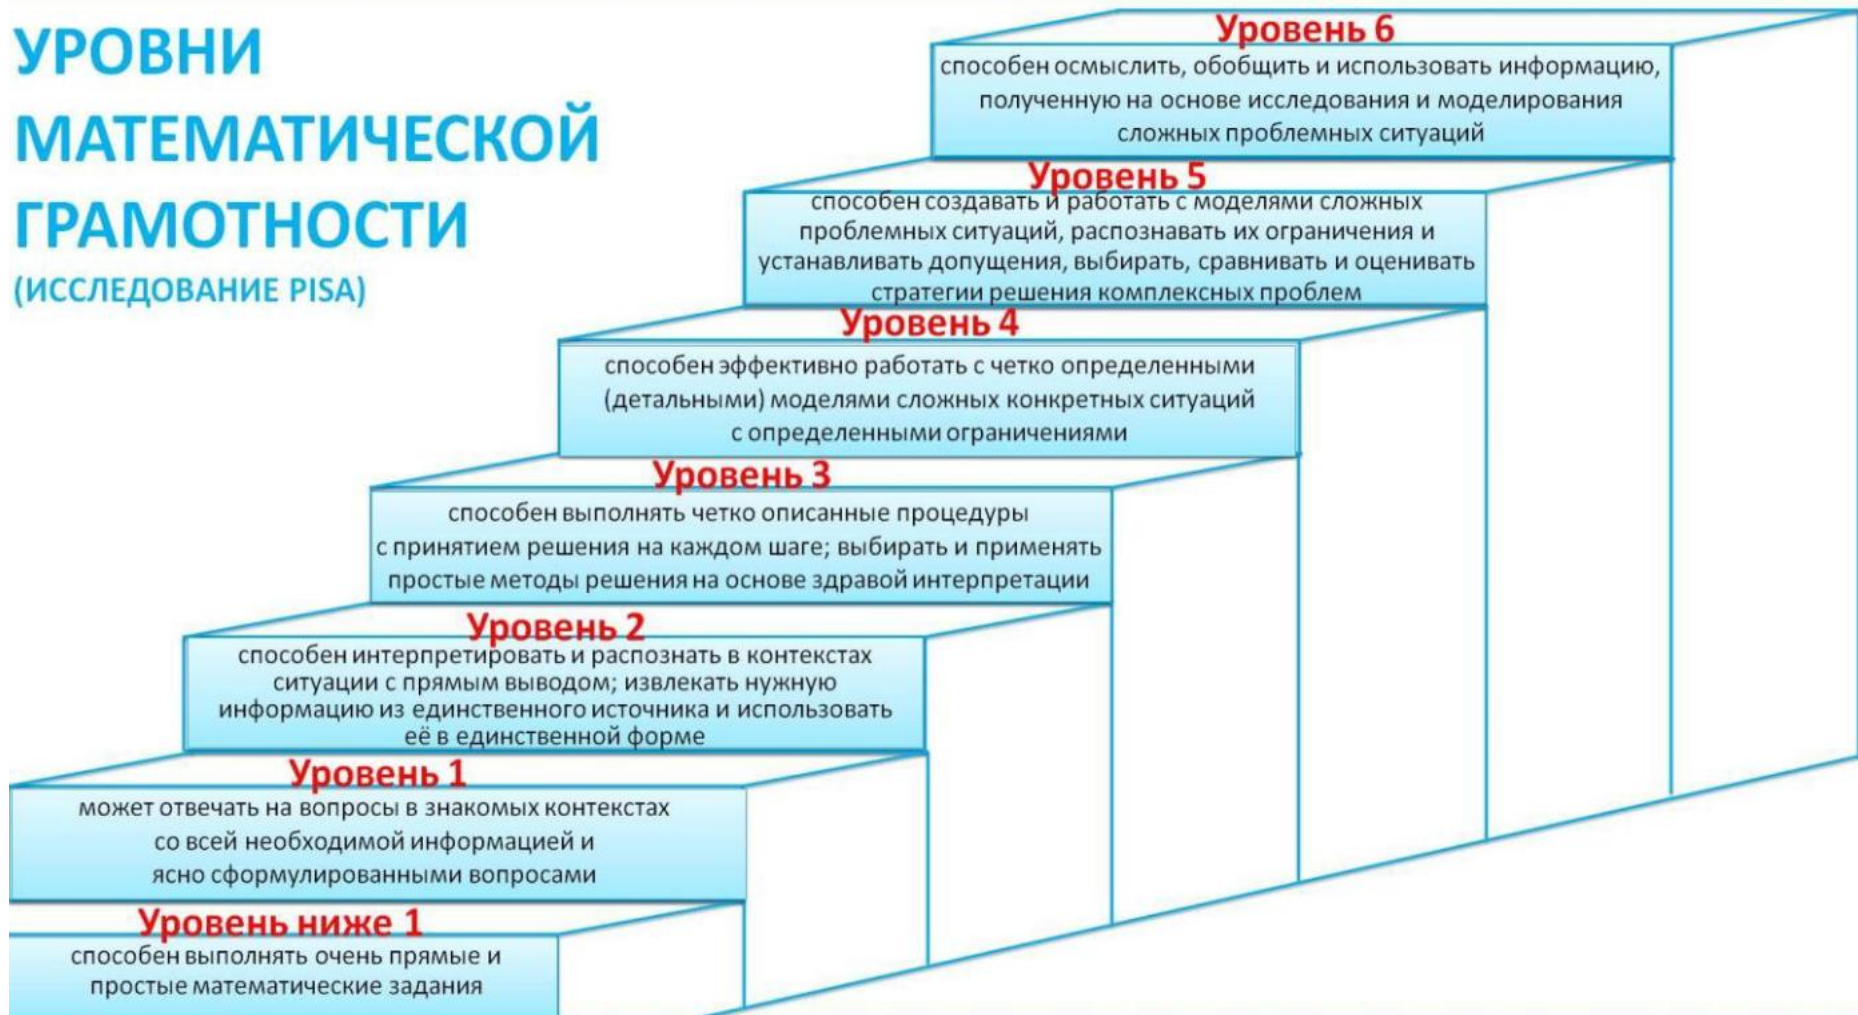 УРОВНИ
МАТЕМАТИЧЕСКОЙ
ГРАМОТНОСТИ
(ИССЛЕДОВАНИЕ PISA)
Уровень 6
способен осмыслить, обобщить и использовать информацию,
полученную на основе исследования и моделирования
сложных проблемных ситуаций
Уровень 5
способен создавать и работать с моделями сложных
проблемных ситуаций, распознавать их ограничения и
устанавливать допущения, выбирать, сравнивать и оценивать
стратегии решения комплексных проблем
Уровень 4
способен эффективно работать с четко определенными
(детальными) моделями сложных конкретных ситуаций
с определенными ограничениями
Уровень 3
способен выполнять четко описанные процедуры
с принятием решения на каждом шаге; выбирать и применять
простые методы решения на основе здравой интерпретации
Уровень 2
способен интерпретировать и распознать в контекстах
ситуации с прямым выводом; извлекать нужную
информацию из единственного источника и использовать
её в единственной форме
Уровень 1
может отвечать на вопросы в знакомых контекстах
со всей необходимой информацией и
ясно сформулированными вопросами
Уровень ниже 1
способен выполнять очень прямые и
простые математические задания